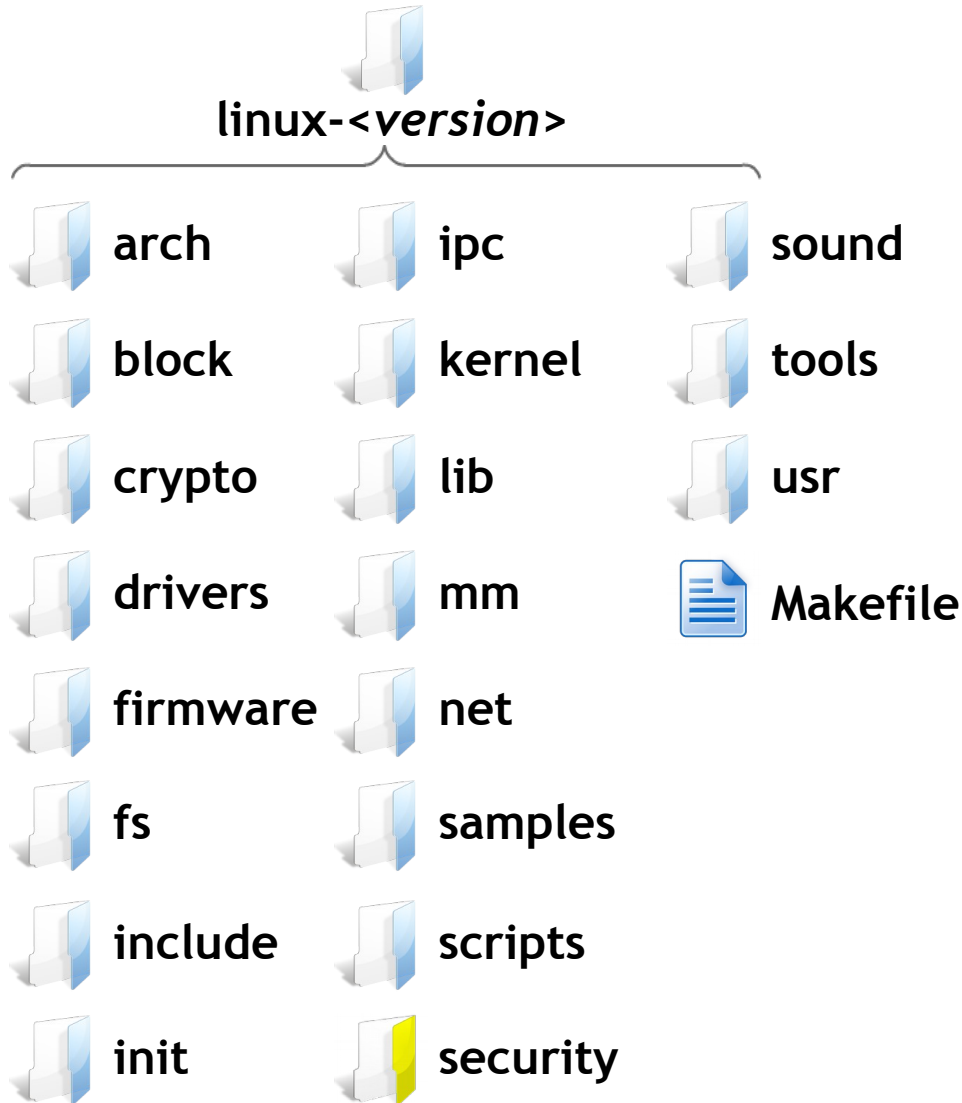 linux-<version>
arch
block
crypto
drivers
firmware
fs
include
init
ipc
kernel
lib
mm
net
samples
scripts
security
sound
tools
usr
Makefile